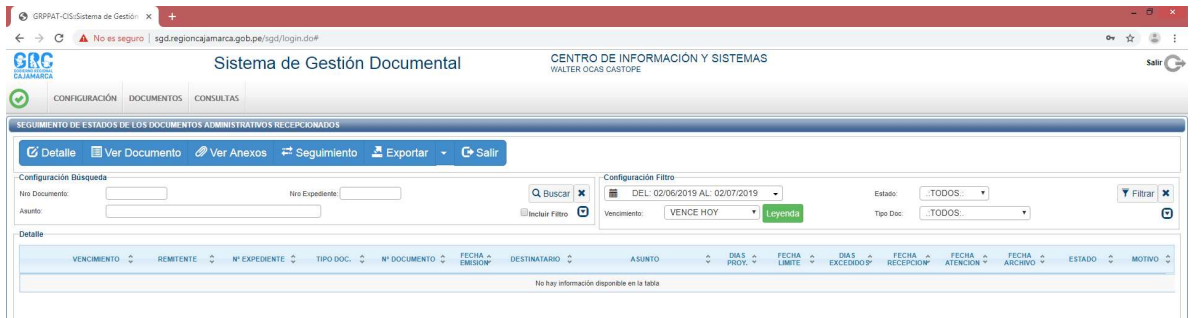 GRPPAT-CIS::Sistema de Gestión
No es seguro | sgd.regioncajamarca.gob.pe/sgd/login.do#
GRC
GOBIERNO REGIONAL
CAJAMARCA
Sistema de Gestión Documental
CENTRO DE INFORMACIÓN Y SISTEMAS
WALTER OCAS CASTOPE
Salir
CONFIGURACIÓN DOCUMENTOS CONSULTAS
SEGUIMIENTO DE ESTADOS DE LOS DOCUMENTOS ADMINISTRATIVOS RECEPCIONADOS
Detalle Ver Documento Ver Anexos Seguimiento Exportar Salir
Configuración Búsqueda
Nro Documento: Nro Expediente: Buscar
Asunto: Incluir Filtro
Configuración Filtro
DEL: 02/06/2019 AL: 02/07/2019 Estado: .:TODOS:. Filtrar
Vencimiento: VENCE HOY Leyenda Tipo Doc: .:TODOS:.
Detalle
VENCIMIENTO REMITENTE N° EXPEDIENTE TIPO DOC. N° DOCUMENTO FECHA EMISION DESTINATARIO ASUNTO DIAS PROY. FECHA LIMITE DIAS EXCEDIDOS FECHA RECEPCION FECHA ATENCION FECHA ARCHIVO ESTADO MOTIVO
No hay información disponible en la tabla